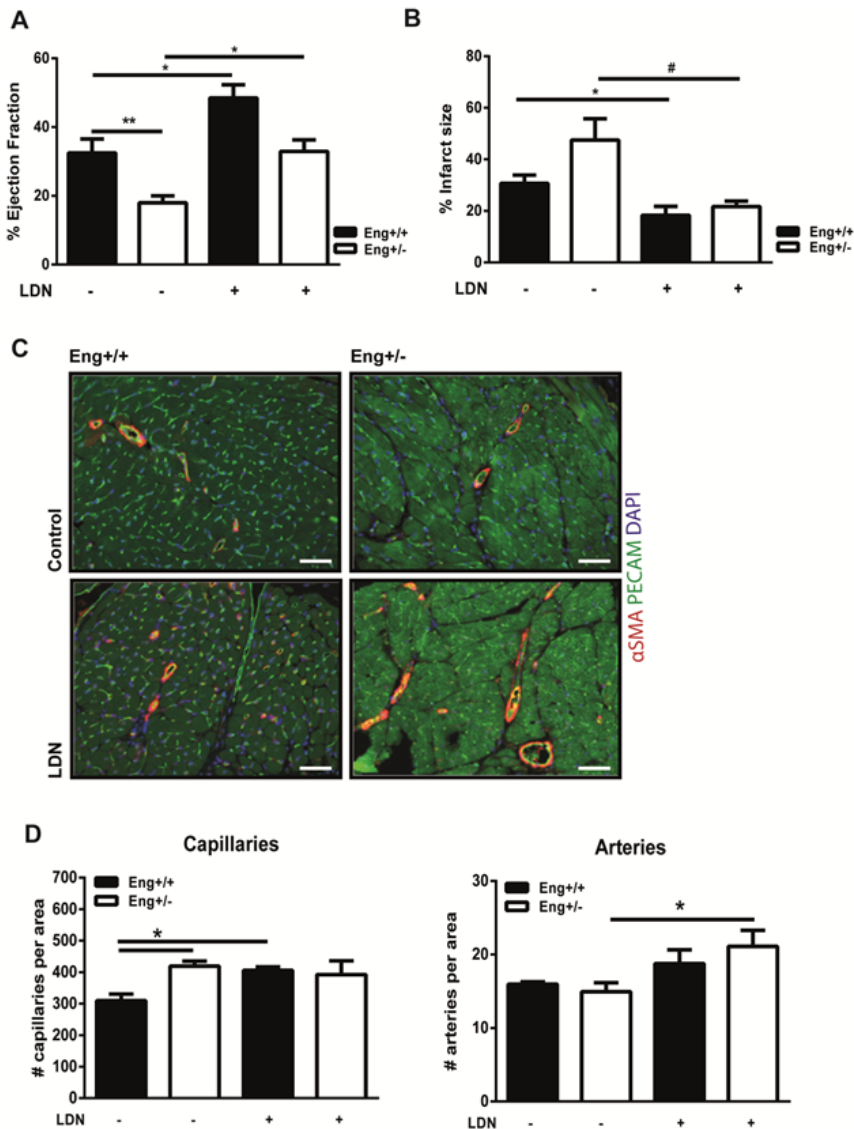 A
* 
*
**
% Ejection Fraction
60
40
20
0
Eng+/+
Eng+/-
LDN - - + +
B
#
*
% Infarct size
80
60
40
20
0
Eng+/+
Eng+/-
LDN - - + +
C
Eng+/+ Eng+/-
Control
LDN
αSMA PECAM DAPI
D
Capillaries
Eng+/+
Eng+/-
*
# capillaries per area
700
600
500
400
300
200
100
0
LDN - - + +
Arteries
Eng+/+
Eng+/-
*
# arteries per area
30
20
10
0
LDN - - + +